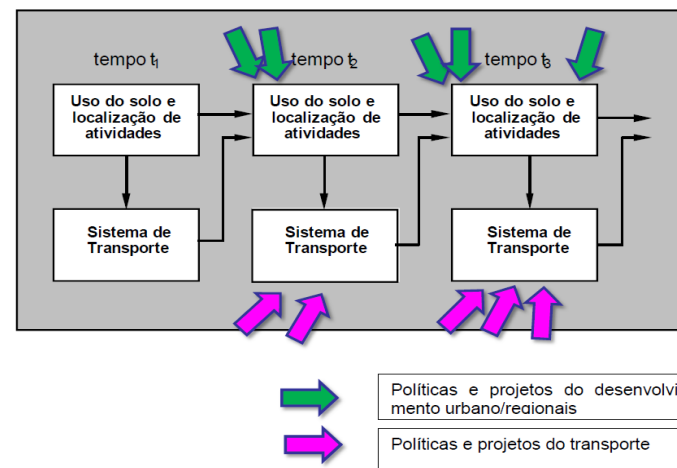 tempo t1
tempo t2
tempo t3
Uso do solo e
localização de
atividades
Uso do solo e
localização de
atividades
Uso do solo e
localização de
atividades
Sistema de
Transporte
Sistema de
Transporte
Sistema de
Transporte
Políticas e projetos do desenvolvi
mento urbano/regionais
Políticas e projetos do transporte